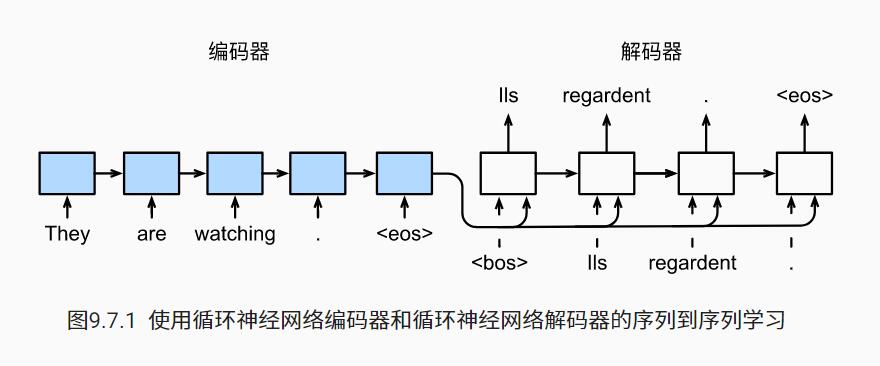 编码器 解码器
Ils regardent . <eos>
They are watching . <eos>
<bos> Ils regardent .
图9.7.1 使用循环神经网络编码器和循环神经网络解码器的序列到序列学习